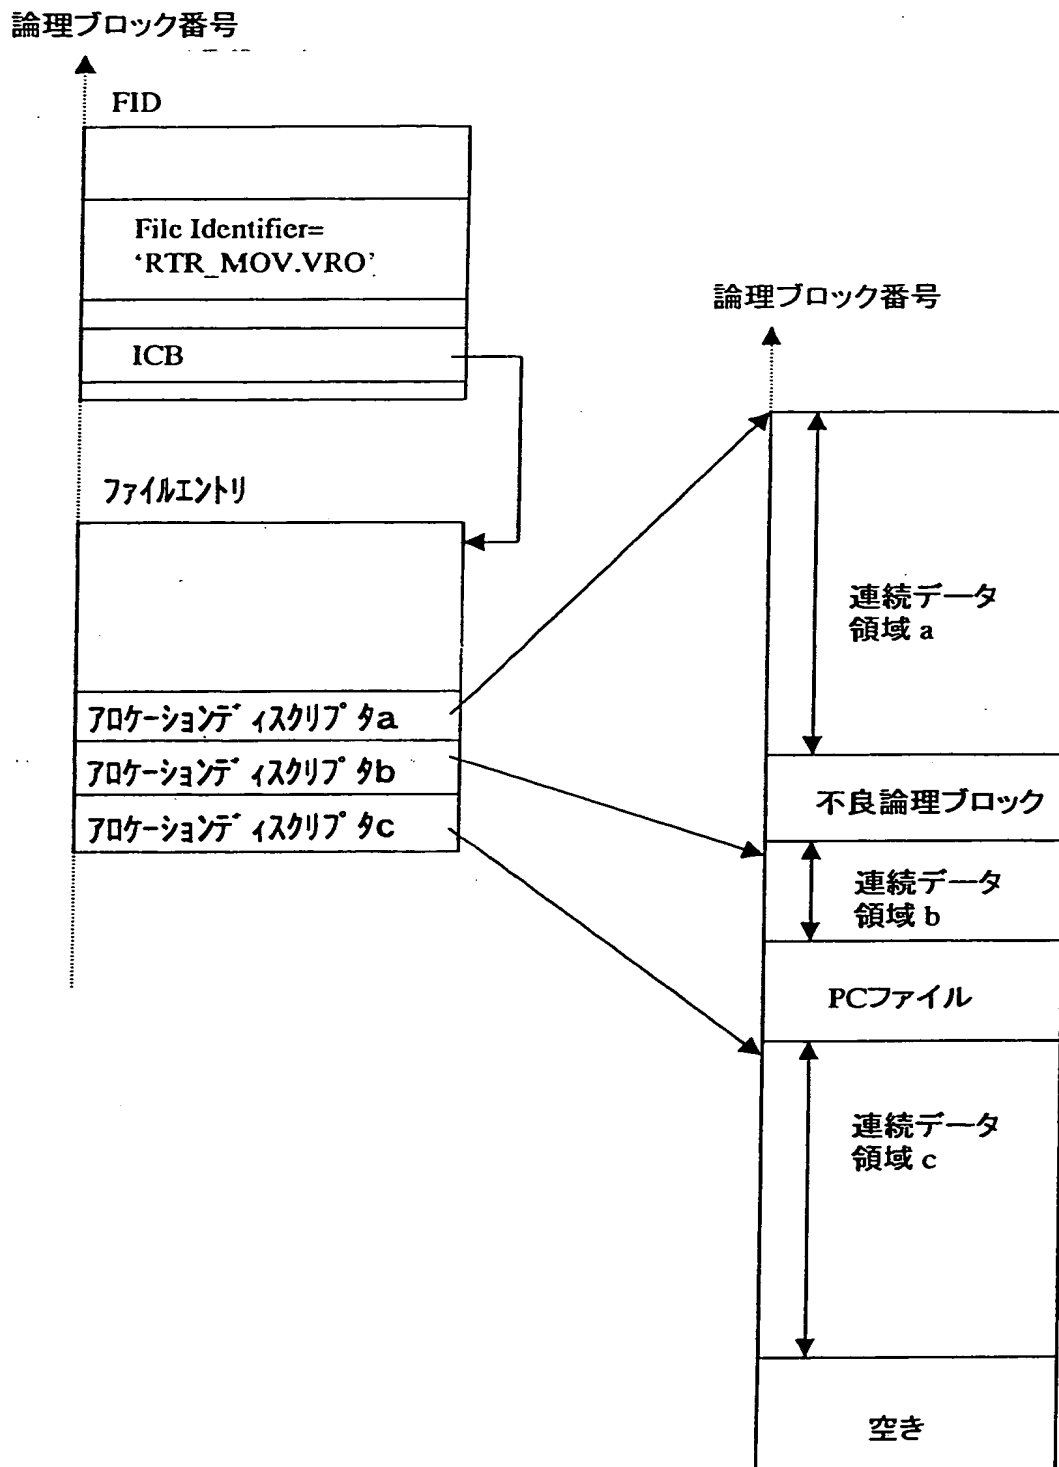 論理ブロック番号
FID
File Identifier=
‘RTR_MOV.VRO’
ICB
ファイルエントリ
アロケーションディスクリプタa
アロケーションディスクリプタb
アロケーションディスクリプタc
論理ブロック番号
連続データ
領域 a
不良論理ブロック
連続データ
領域 b
PCファイル
連続データ
領域 c
空き